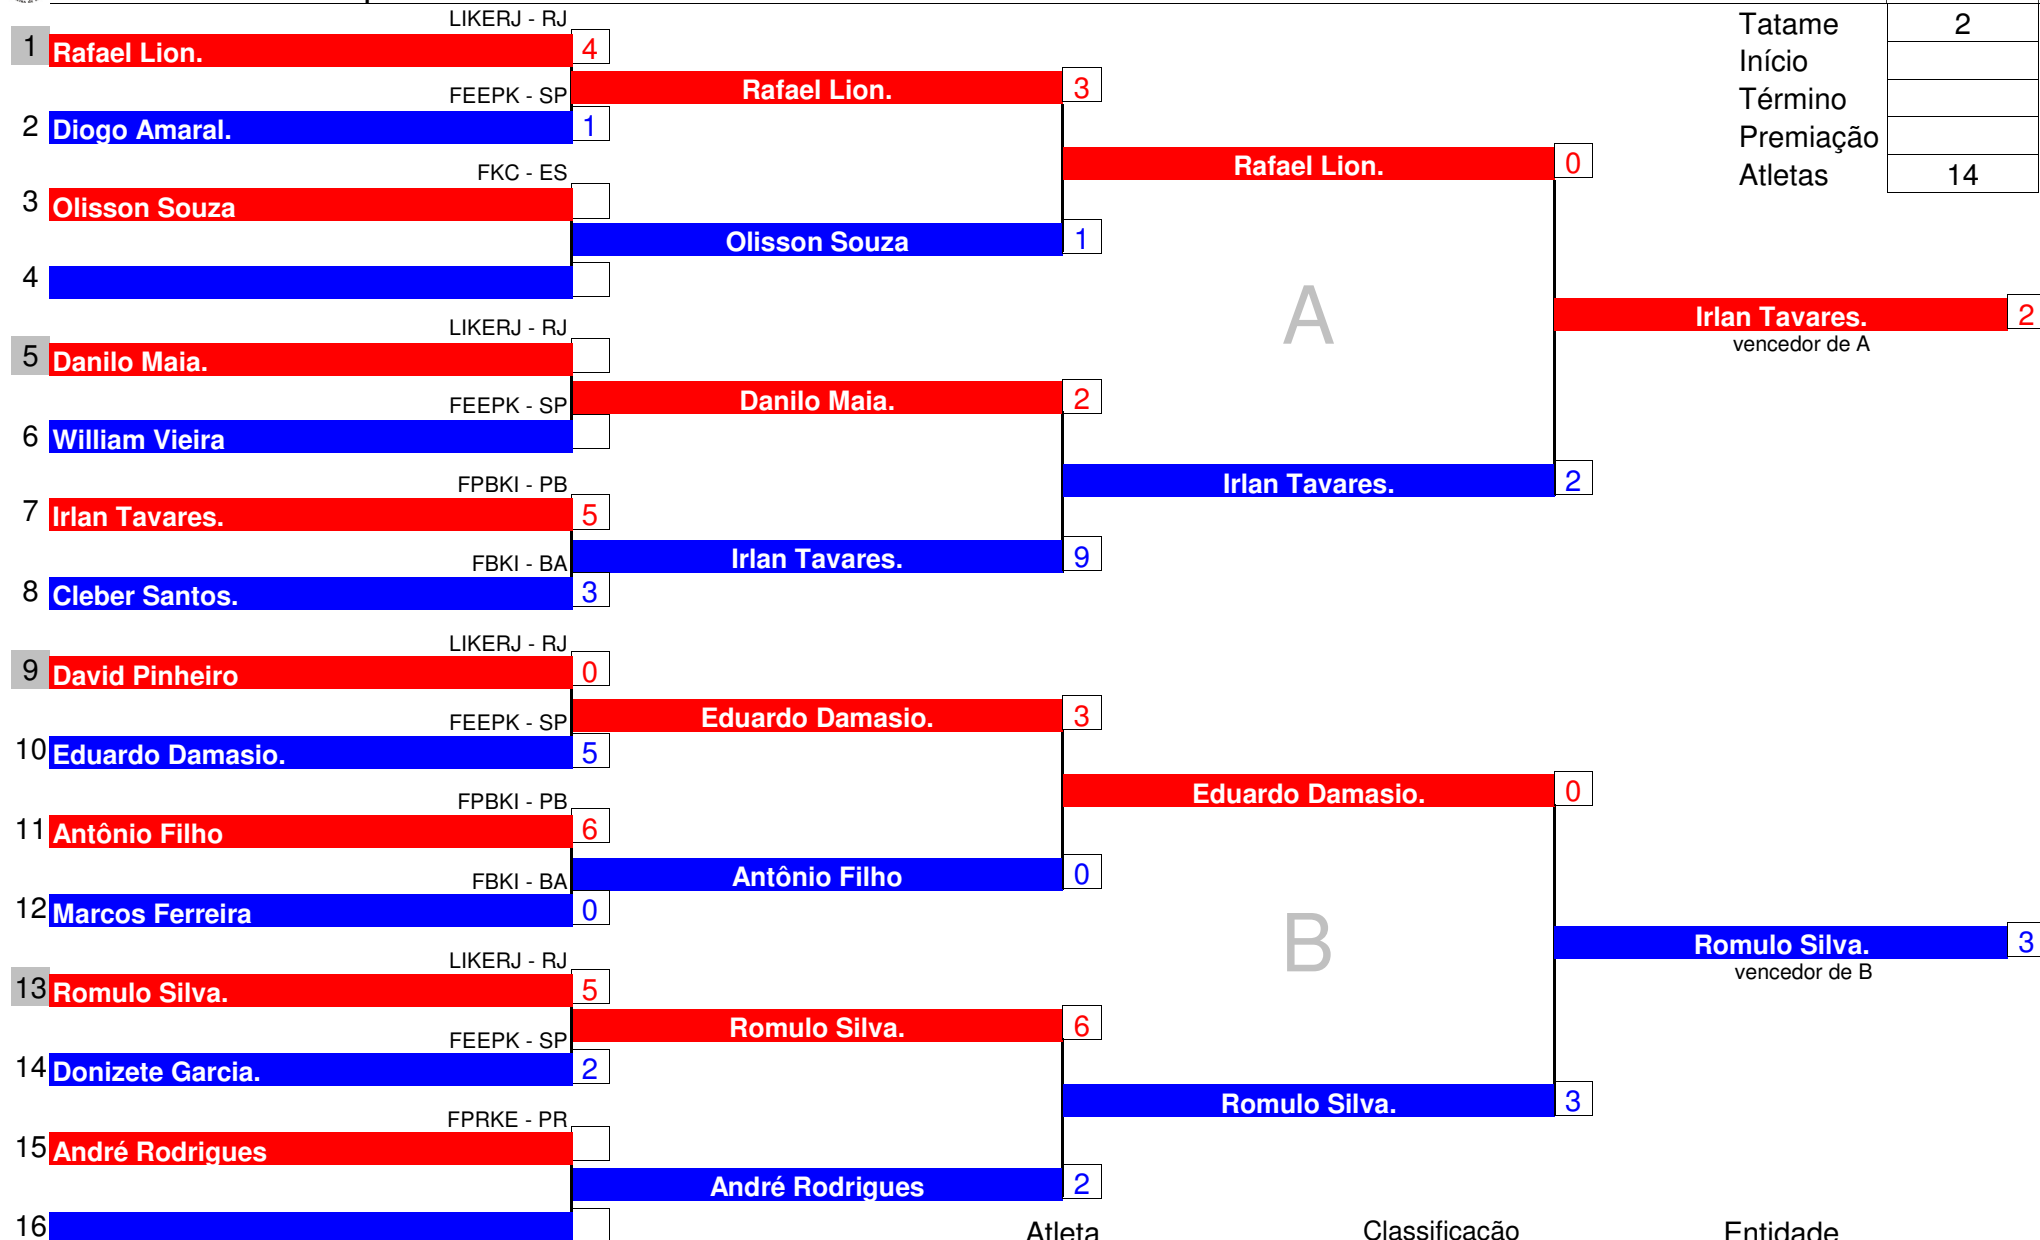 LIKERJ - RJ
1 Rafael Lion. 4
FEEPK - SP
2 Diogo Amaral. 1
FKC - ES
3 Olisson Souza
4
LIKERJ - RJ
5 Danilo Maia.
FEEPK - SP
6 William Vieira
FPBKI - PB
7 Irlan Tavares. 5
FBKI - BA
8 Cleber Santos. 3
LIKERJ - RJ
9 David Pinheiro 0
FEEPK - SP
10 Eduardo Damasio. 5
FPBKI - PB
11 Antônio Filho 6
FBKI - BA
12 Marcos Ferreira 0
LIKERJ - RJ
13 Romulo Silva. 5
FEEPK - SP
14 Donizete Garcia. 2
FPRKE - PR
15 André Rodrigues
16
Rafael Lion. 3
Olisson Souza 1
Danilo Maia. 2
Irlan Tavares. 9
Eduardo Damasio. 3
Antônio Filho 0
Romulo Silva. 6
André Rodrigues 2
Rafael Lion. 0
A
Irlan Tavares. 2
Eduardo Damasio. 0
B
Romulo Silva. 3
Irlan Tavares. 2
vencedor de A
Romulo Silva. 3
vencedor de B
Tatame 2
Início
Término
Premiação
Atletas 14
Atleta Classificação Entidade